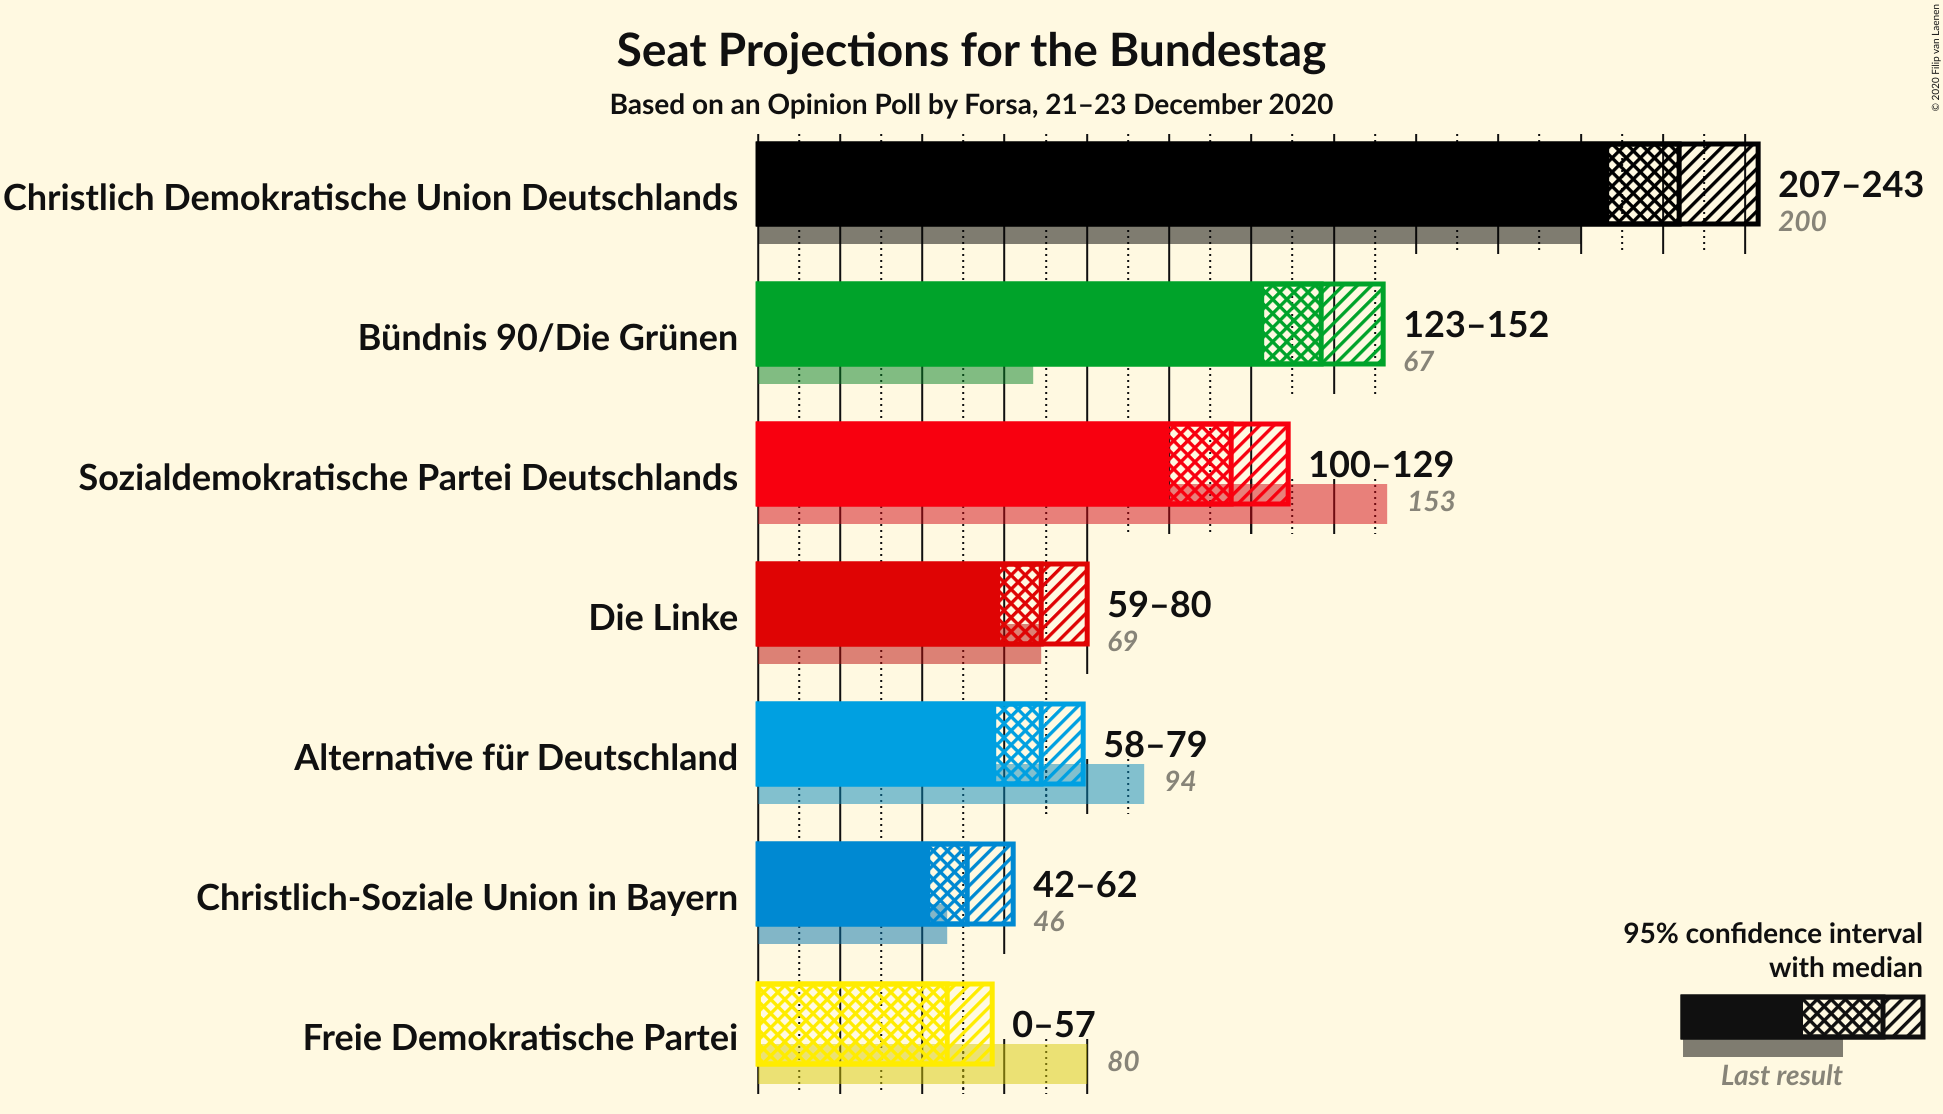 Seat Projections for the Bundestag
Based on an Opinion Poll by Forsa, 21–23 December 2020
© 2020 Filip van Laenen
Christlich Demokratische Union Deutschlands
207–243
200
Bündnis 90/Die Grünen
123–152
67
Sozialdemokratische Partei Deutschlands
100–129
153
Die Linke
59–80
69
Alternative für Deutschland
58–79
94
Christlich-Soziale Union in Bayern
42–62
46
Freie Demokratische Partei
0–57
80
95% confidence interval
with median
Last result